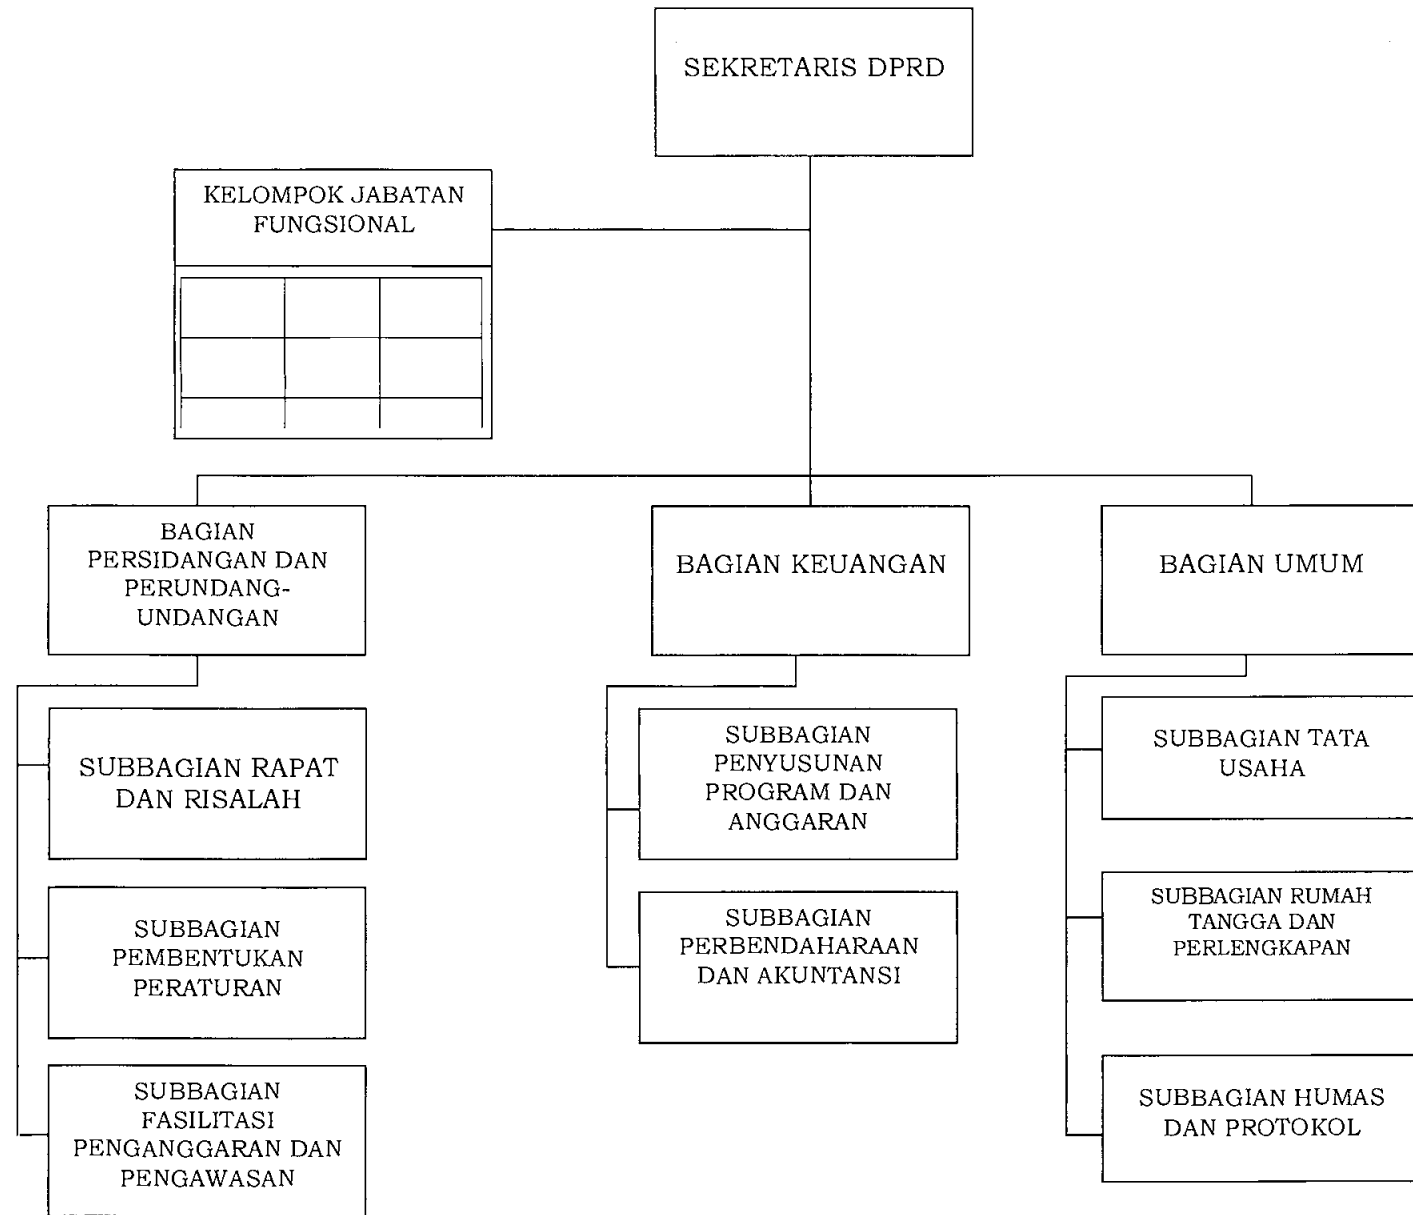 SEKRETARIS DPRD
KELOMPOK JABATAN
FUNGSIONAL
BAGIAN
PERSIDANGAN DAN
PERUNDANG-
UNDANGAN
BAGIAN KEUANGAN
BAGIAN UMUM
SUBBAGIAN RAPAT
DAN RISALAH
SUBBAGIAN
PEMBENTUKAN
PERATURAN
SUBBAGIAN
FASILITASI
PENGANGGARAN DAN
PENGAWASAN
SUBBAGIAN
PENYUSUNAN
PROGRAM DAN
ANGGARAN
SUBBAGIAN
PERBENDAHARAAN
DAN AKUNTANSI
SUBBAGIAN TATA
USAHA
SUBBAGIAN RUMAH
TANGGA DAN
PERLENGKAPAN
SUBBAGIAN HUMAS
DAN PROTOKOL